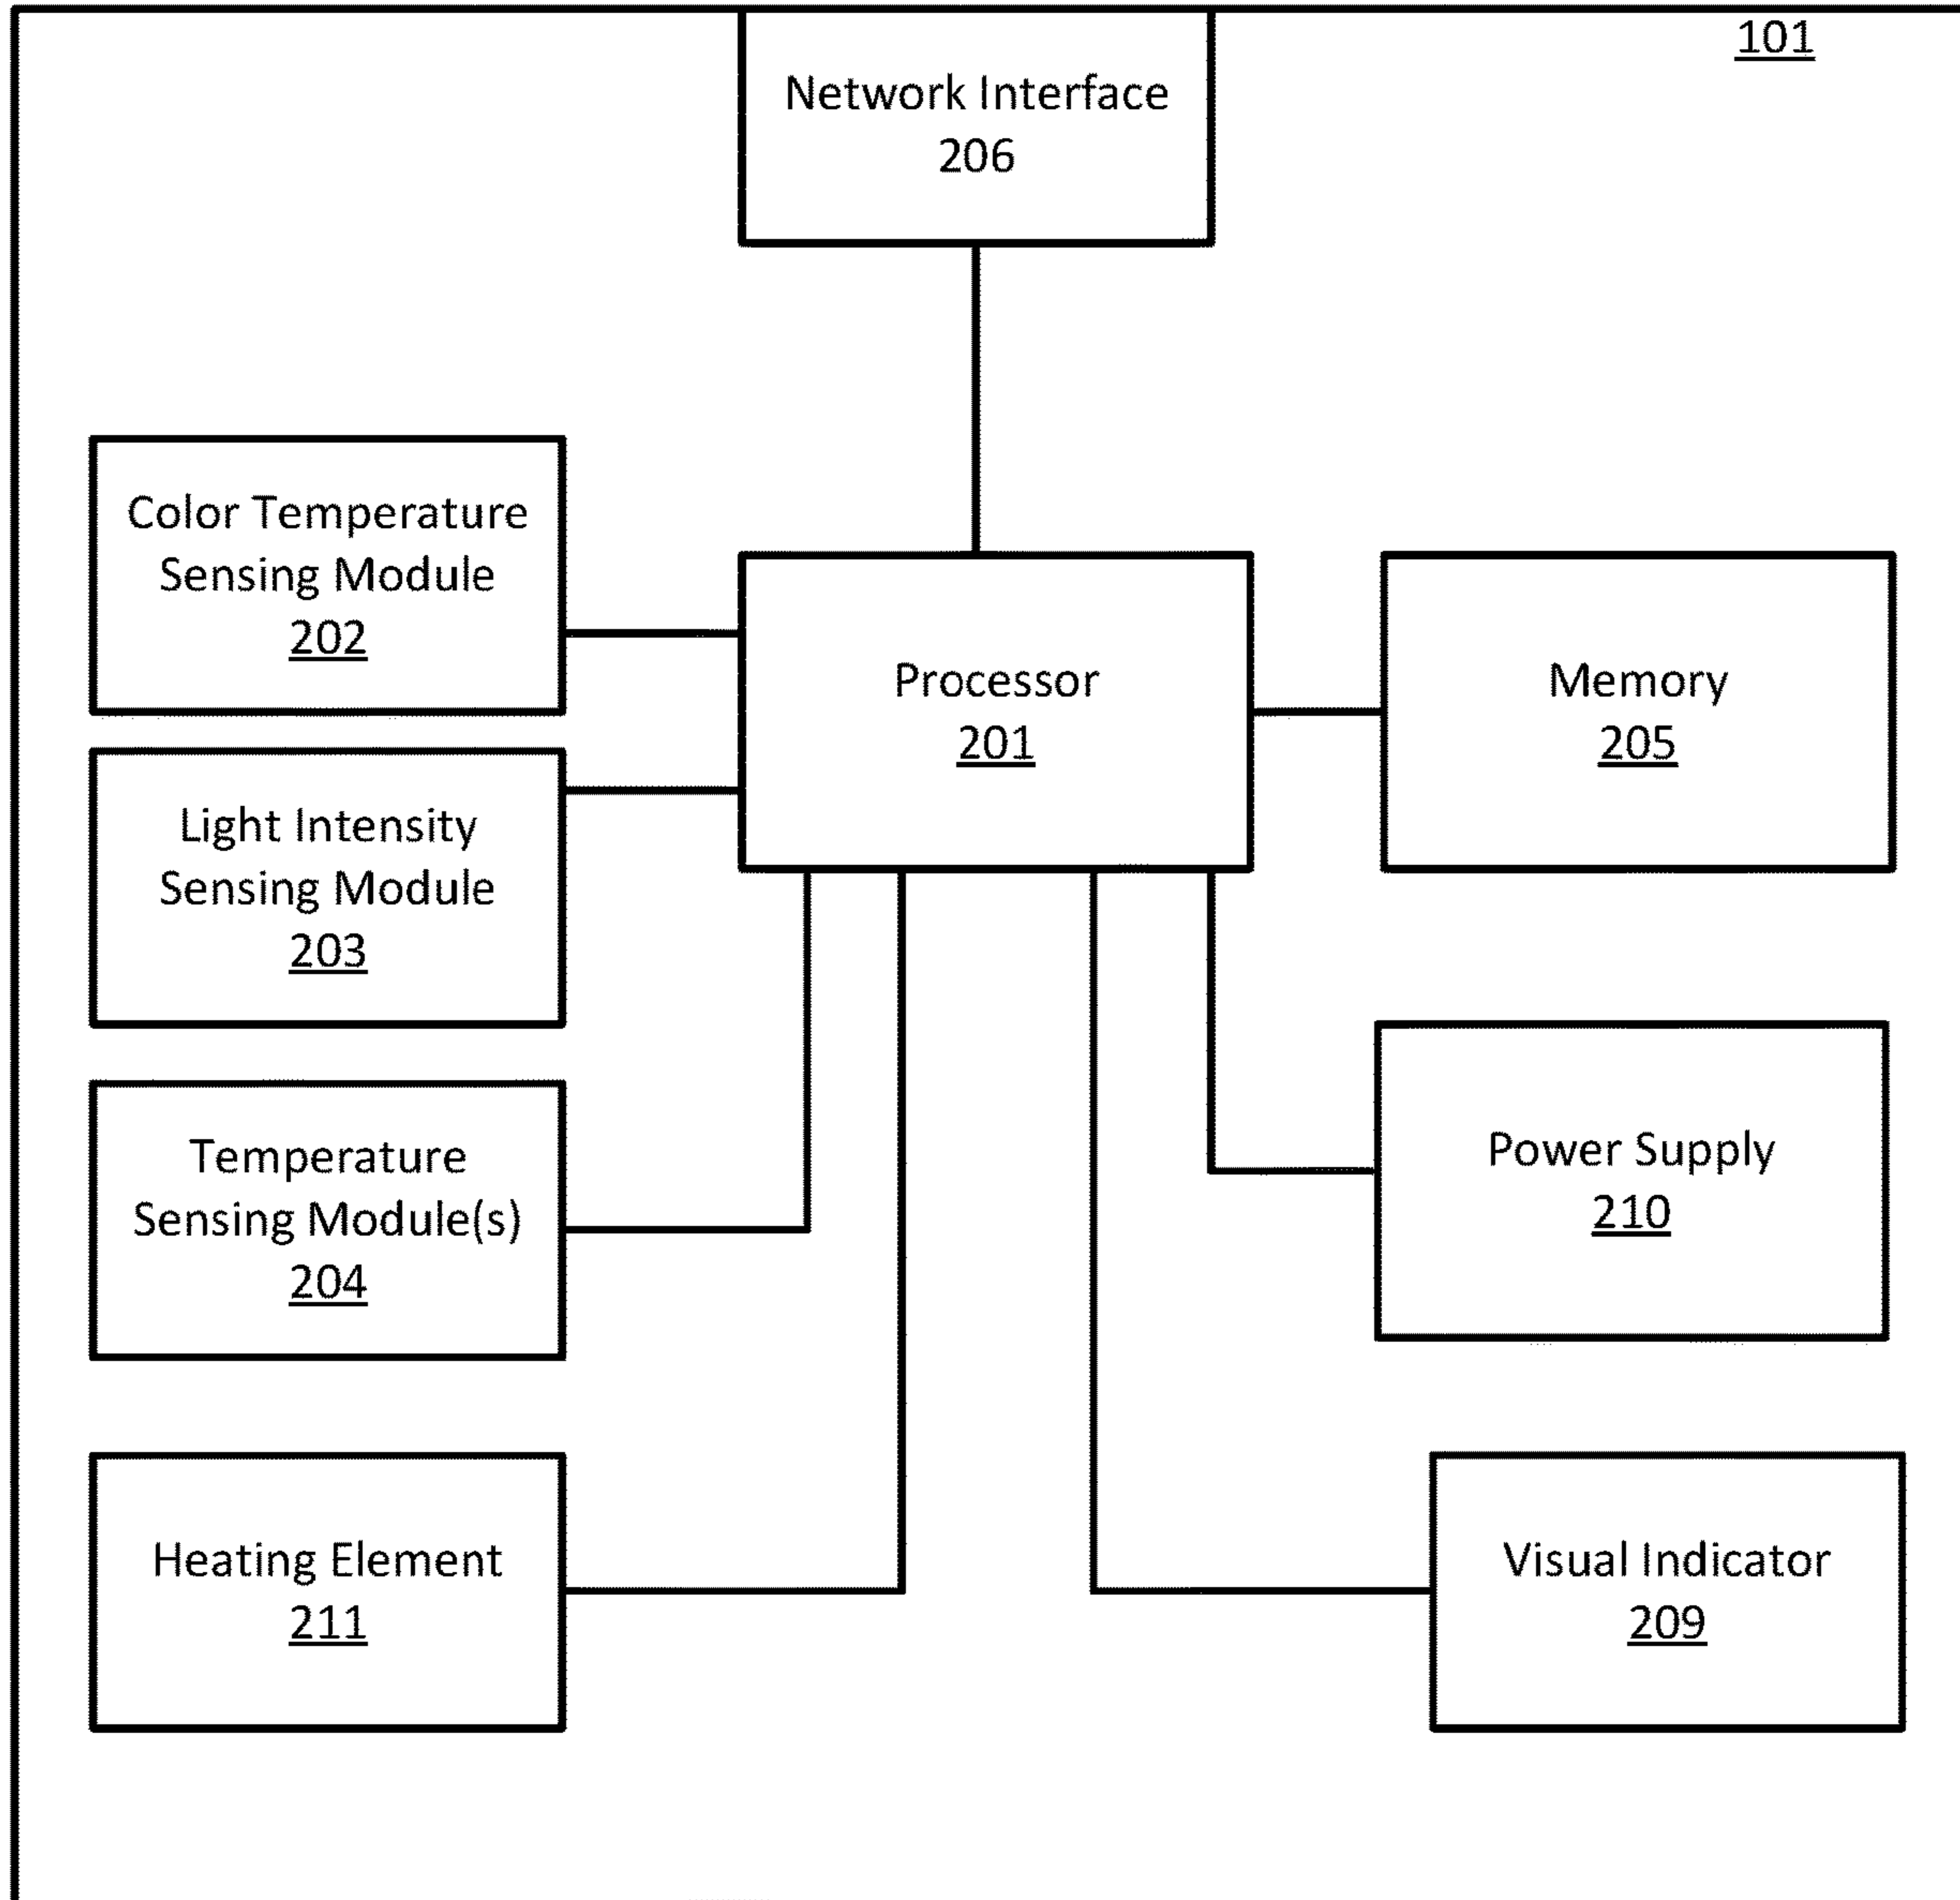 101
Network Interface
206
Color Temperature
Sensing Module
202
Processor
201
Memory
205
Light Intensity
Sensing Module
203
Temperature
Sensing Module(s)
204
Power Supply
210
Heating Element
211
Visual Indicator
209